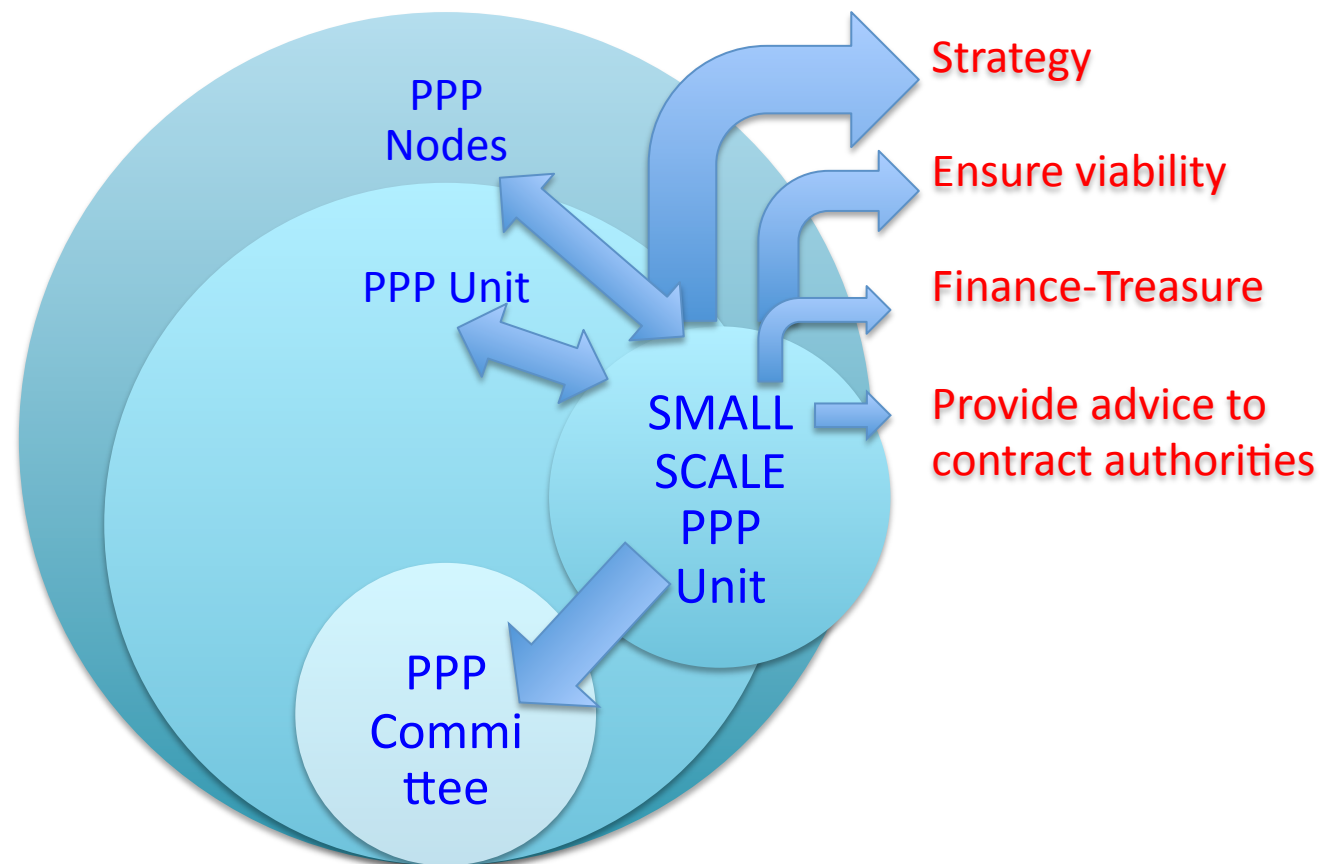 PPP
Nodes
PPP Unit
SMALL
SCALE
PPP
Unit
PPP
Commi
ttee
Strategy
Ensure viability
Finance-Treasure
Provide advice to
contract authorities